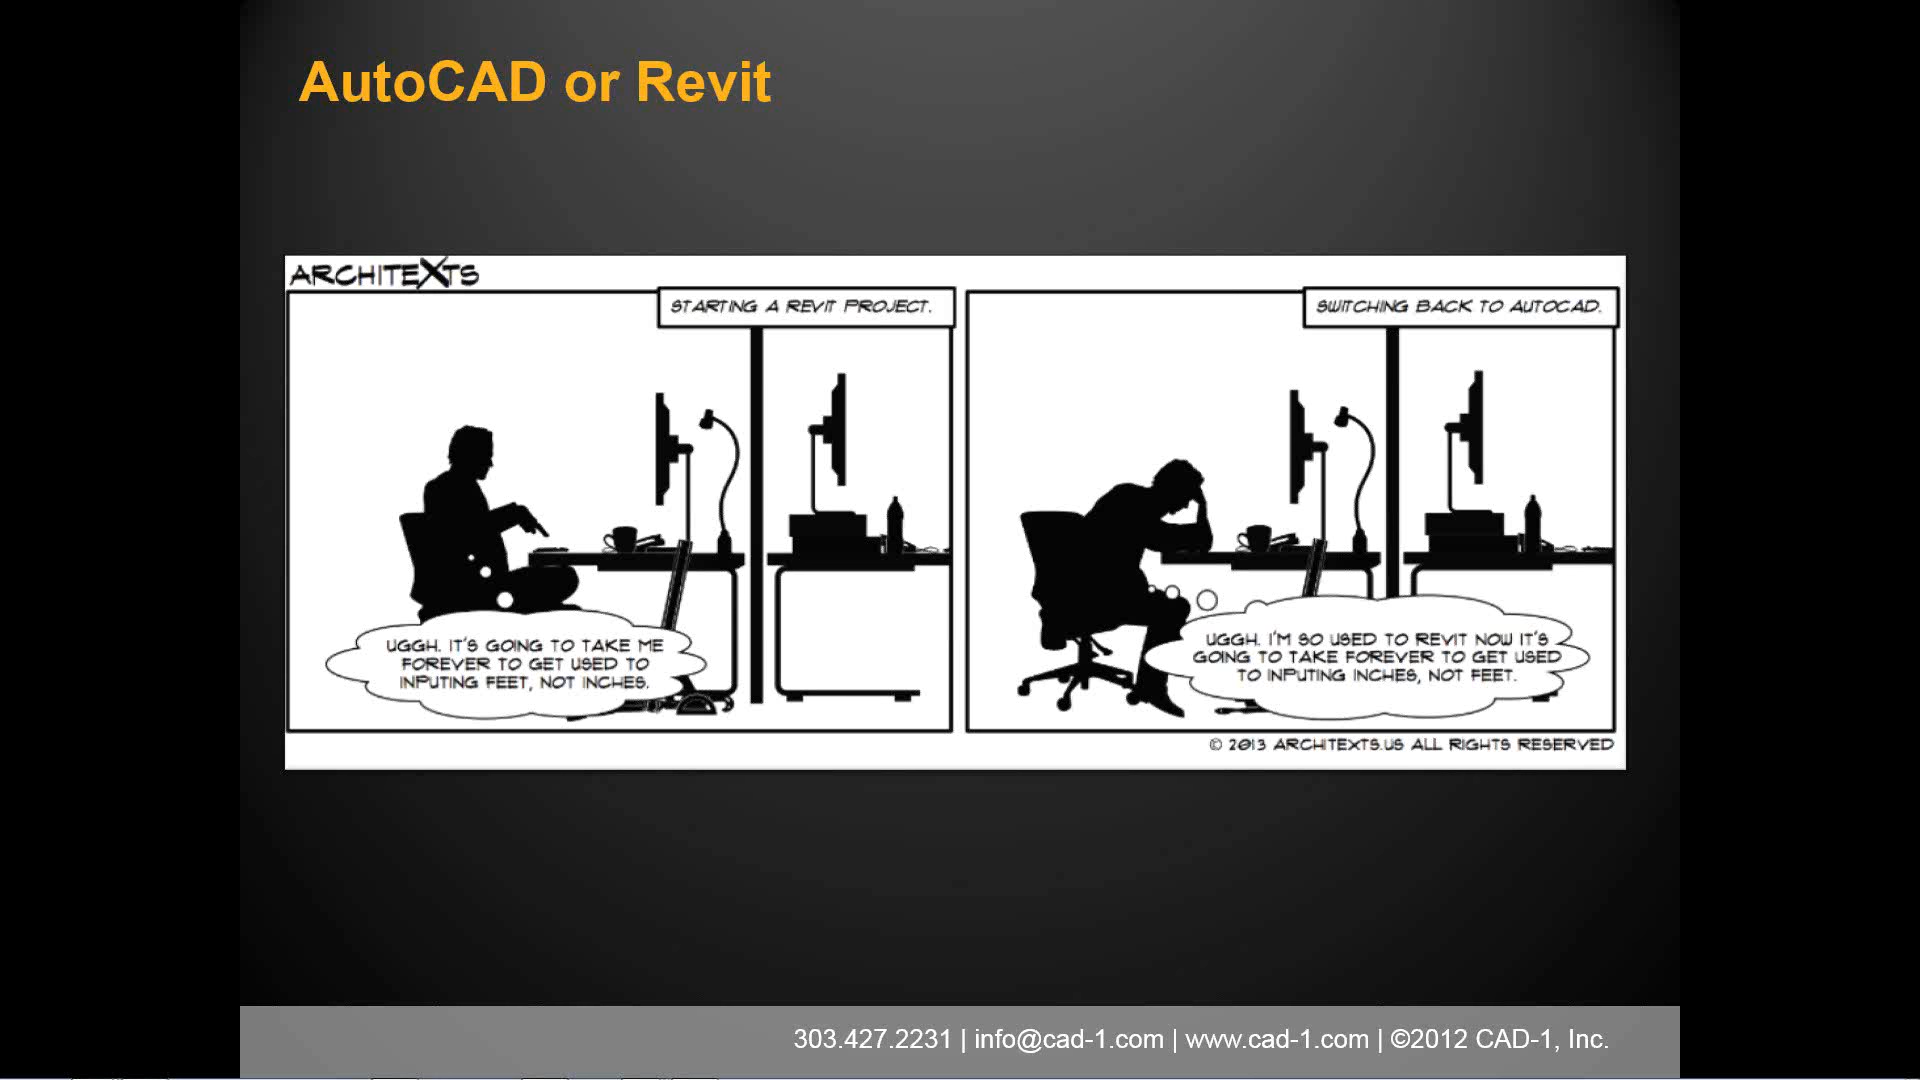 AutoCAD or Revit
ARCHITEXTS
STARTING A REVIT PROJECT.
UGGH. IT'S GOING TO TAKE ME
FOREVER TO GET USED TO
INPUTING FEET, NOT INCHES.
SWITCHING BACK TO AUTOCAD.
UGGH. I'M SO USED TO REVIT NOW IT'S
GOING TO TAKE FOREVER TO GET USED
TO INPUTING INCHES, NOT FEET.
© 2013 ARCHITEXTS.US ALL RIGHTS RESERVED
303.427.2231 | info@cad-1.com | www.cad-1.com | ©2012 CAD-1, Inc.